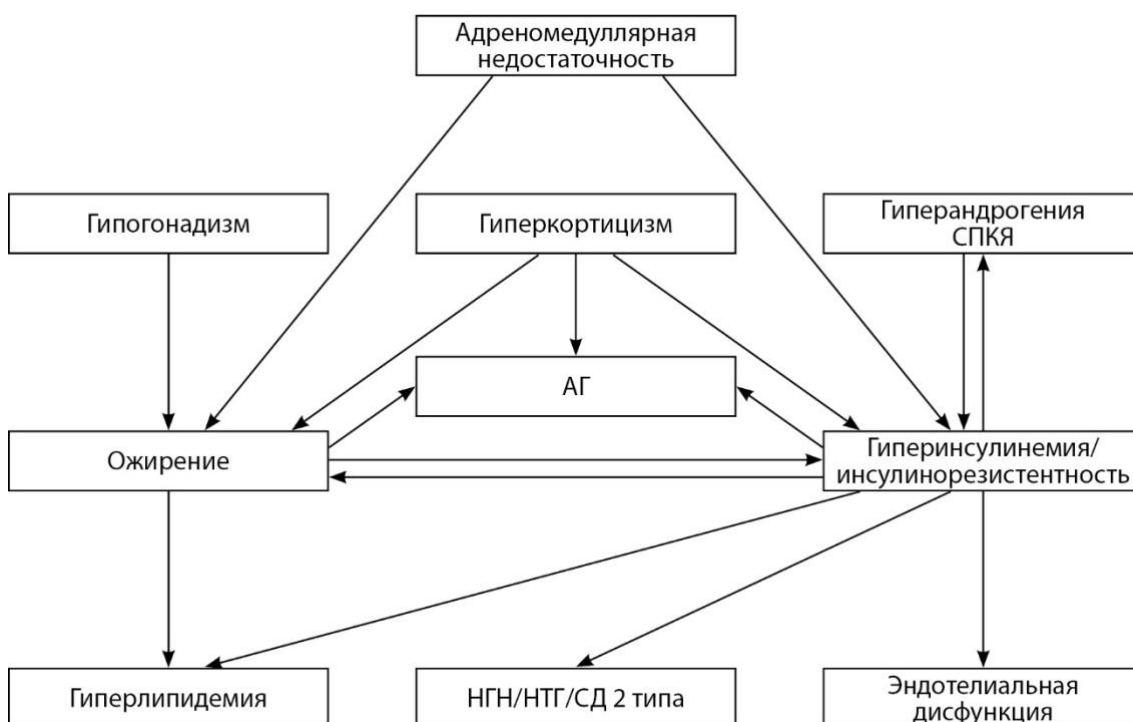 Адреномедуллярная
недостаточность
Гипогонадизм
Гиперкортицизм
Гиперандрогения
СПКЯ
АГ
Ожирение
Гиперинсулинемия/
инсулинорезистентность
Гиперлипидемия
НГН/НТГ/СД 2 типа
Эндотелиальная
дисфункция